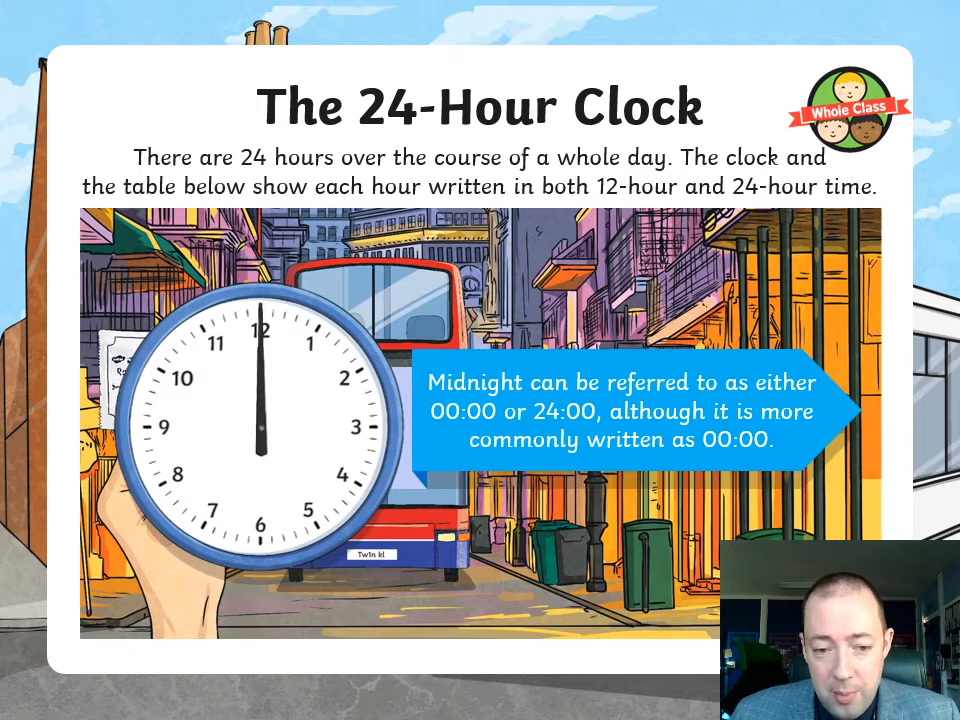 The 24-Hour Clock
Whole Class
There are 24 hours over the course of a whole day. The clock and
the table below show each hour written in both 12-hour and 24-hour time.
12
11
1
10
2
9
3
8
4
7
5
6
Midnight can be referred to as either
00:00 or 24:00, although it is more
commonly written as 00:00.
Tw1n kl